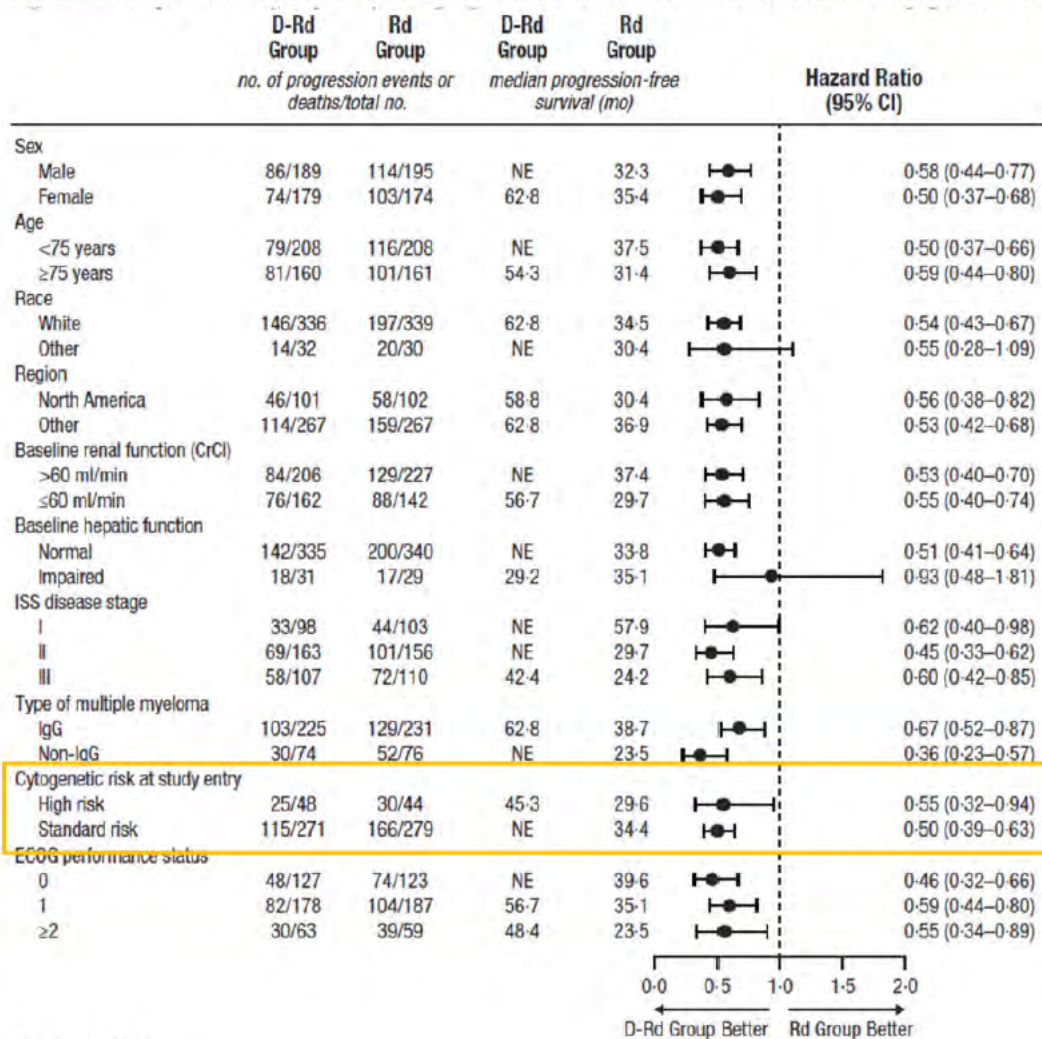 D-Rd Group Rd Group D-Rd Group Rd Group
no. of progression events or deaths/total no. median progression-free survival (mo) Hazard Ratio (95% CI)
Sex
Male 86/189 114/195 NE 32·3 0·58 (0·44–0·77)
Female 74/179 103/174 62·8 35·4 0·50 (0·37–0·68)
Age
<75 years 79/208 116/208 NE 37·5 0·50 (0·37–0·66)
≥75 years 81/160 101/161 54·3 31·4 0·59 (0·44–0·80)
Race
White 146/336 197/339 62·8 34·5 0·54 (0·43–0·67)
Other 14/32 20/30 NE 30·4 0·55 (0·28–1·09)
Region
North America 46/101 58/102 58·8 30·4 0·56 (0·38–0·82)
Other 114/267 159/267 62·8 36·9 0·53 (0·42–0·68)
Baseline renal function (CrCl)
>60 ml/min 84/206 129/227 NE 37·4 0·53 (0·40–0·70)
≤60 ml/min 76/162 88/142 56·7 29·7 0·55 (0·40–0·74)
Baseline hepatic function
Normal 142/335 200/340 NE 33·8 0·51 (0·41–0·64)
Impaired 18/31 17/29 29·2 35·1 0·93 (0·48–1·81)
ISS disease stage
I 33/98 44/103 NE 57·9 0·62 (0·40–0·98)
II 69/163 101/156 NE 29·7 0·45 (0·33–0·62)
III 58/107 72/110 42·4 24·2 0·60 (0·42–0·85)
Type of multiple myeloma
IgG 103/225 129/231 62·8 38·7 0·67 (0·52–0·87)
Non-IgG 30/74 52/76 NE 23·5 0·36 (0·23–0·57)
Cytogenetic risk at study entry
High risk 25/48 30/44 45·3 29·6 0·55 (0·32–0·94)
Standard risk 115/271 166/279 NE 34·4 0·50 (0·39–0·63)
ECOG performance status
0 48/127 74/123 NE 39·6 0·46 (0·32–0·66)
1 82/178 104/187 56·7 35·1 0·59 (0·44–0·80)
≥2 30/63 39/59 48·4 23·5 0·55 (0·34–0·89)
0·0 0·5 1·0 1·5 2·0
D-Rd Group Better Rd Group Better